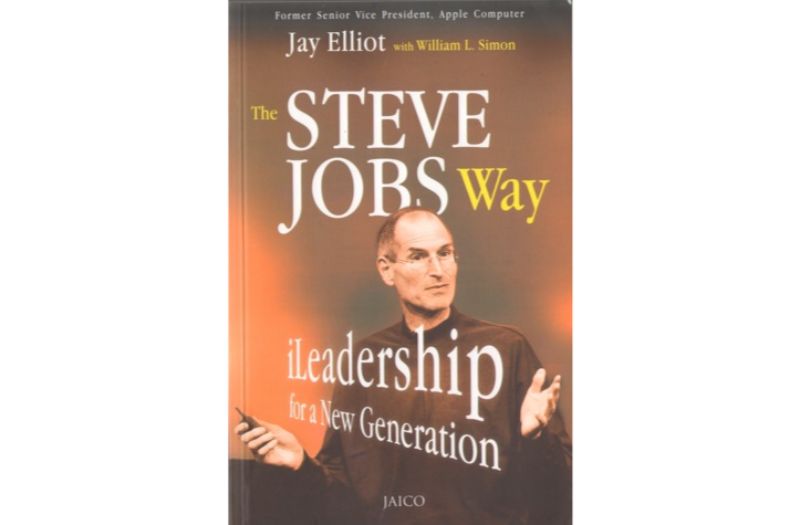 Former Senior Vice President, Apple Computer
Jay Elliot with William L. Simon
The STEVE
JOBS Way
iLeadership
for a New Generation
JAICO